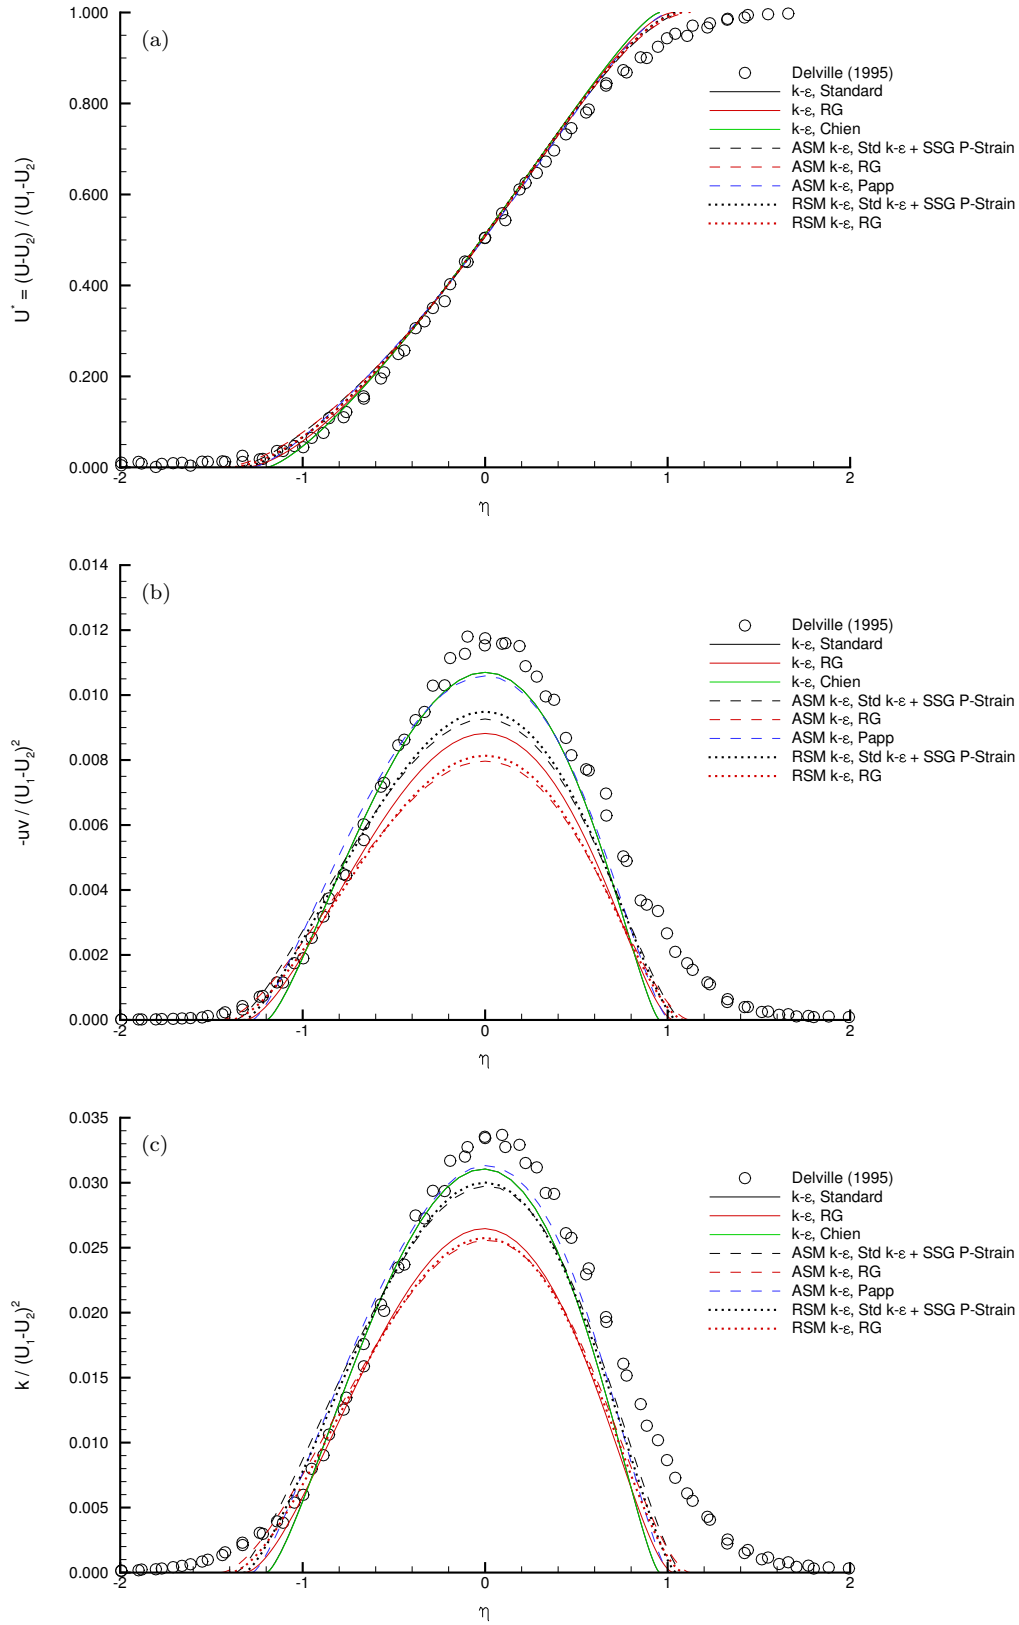 (a)
1.000
0.800
0.600
0.400
0.200
0.000
U* = (U-U₂) / (U₁-U₂)
-2
-1
0
1
2
η
Delville (1995)
k-ε, Standard
k-ε, RG
k-ε, Chien
ASM k-ε, Std k-ε + SSG P-Strain
ASM k-ε, RG
ASM k-ε, Papp
RSM k-ε, Std k-ε + SSG P-Strain
RSM k-ε, RG
(b)
0.014
0.012
0.010
0.008
0.006
0.004
0.002
0.000
-uv / (U₁-U₂)²
-2
-1
0
1
2
η
Delville (1995)
k-ε, Standard
k-ε, RG
k-ε, Chien
ASM k-ε, Std k-ε + SSG P-Strain
ASM k-ε, RG
ASM k-ε, Papp
RSM k-ε, Std k-ε + SSG P-Strain
RSM k-ε, RG
(c)
0.035
0.030
0.025
0.020
0.015
0.010
0.005
0.000
k / (U₁-U₂)²
-2
-1
0
1
2
η
Delville (1995)
k-ε, Standard
k-ε, RG
k-ε, Chien
ASM k-ε, Std k-ε + SSG P-Strain
ASM k-ε, RG
ASM k-ε, Papp
RSM k-ε, Std k-ε + SSG P-Strain
RSM k-ε, RG